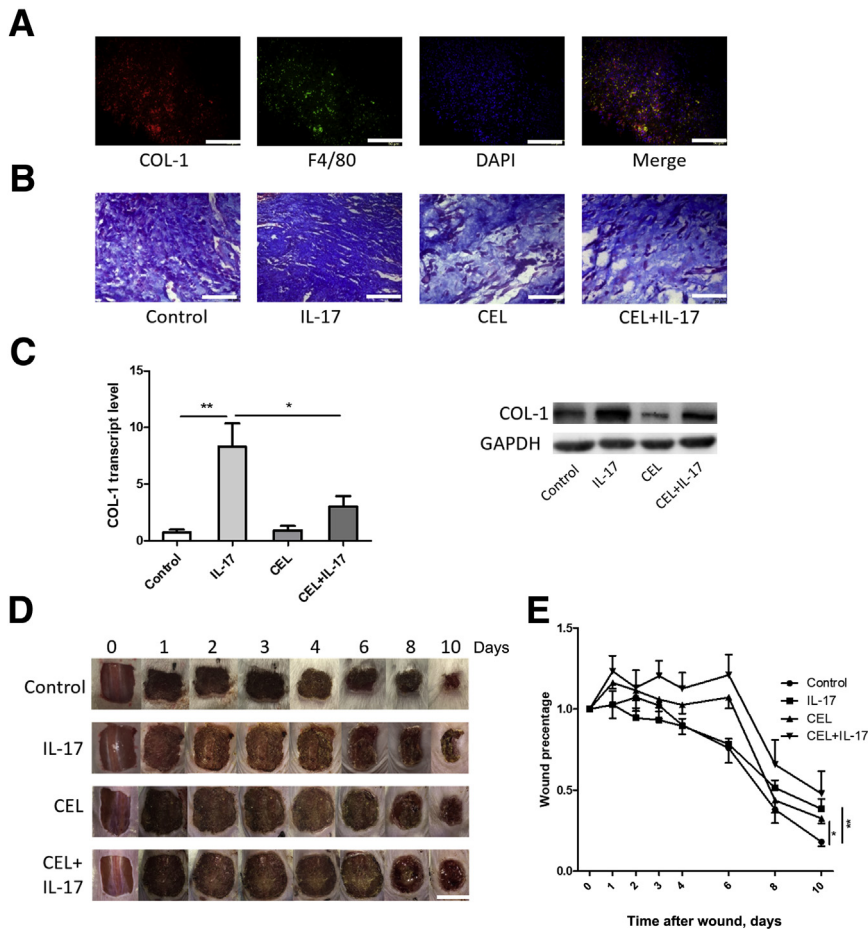 A
COL-1 F4/80 DAPI Merge
B
Control IL-17 CEL CEL+IL-17
C
COL-1 transcript level
15
10
5
0
** *
Control IL-17 CEL CEL+IL-17
COL-1
GAPDH
Control IL-17 CEL CEL+IL-17
D
0 1 2 3 4 6 8 10 Days
Control
IL-17
CEL
CEL+
IL-17
E
Wound precentage
1.5
1.0
0.5
0.0
Control
IL-17
CEL
CEL+IL-17
*
**
0 1 2 3 4 6 8 10
Time after wound, days